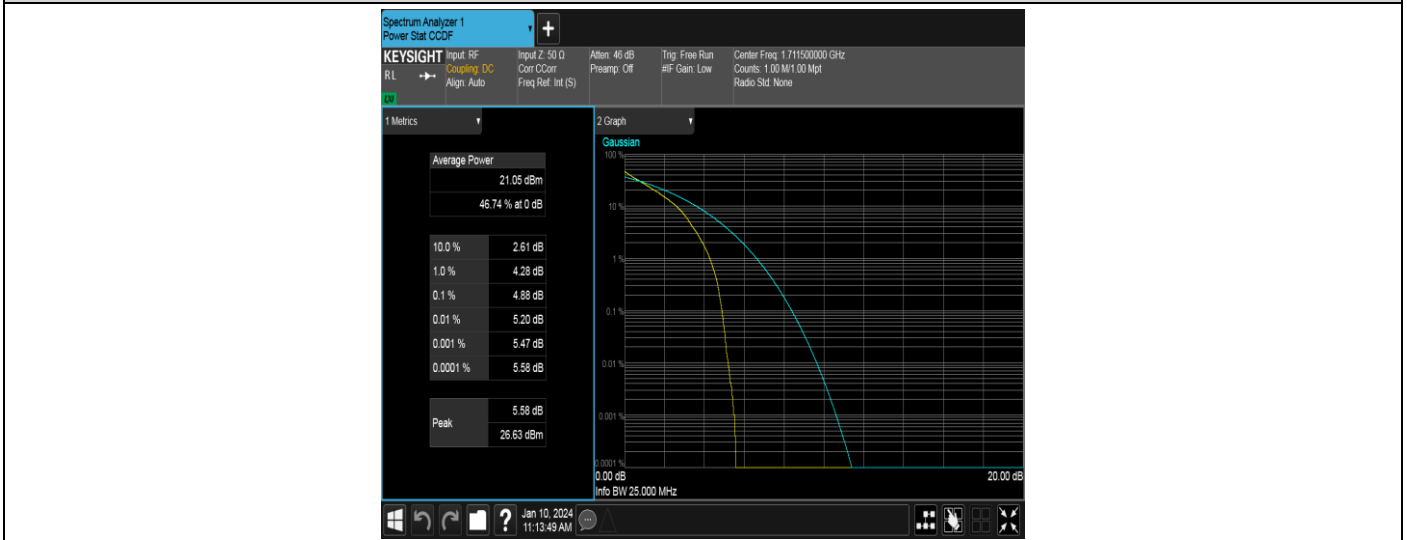 Spectrum Analyzer 1
Power Stat CCDF
+
KEYSIGHT
RL
Input: RF
Coupling: DC
Align: Auto
Input Z: 50 Ω
Corr CCorr
Freq Ref: Int (S)
Atten: 46 dB
Preamp: Off
Trig: Free Run
#IF Gain: Low
Center Freq: 1.711500000 GHz
Counts: 1.00 M/1.00 Mpt
Radio Std: None
1 Metrics
Average Power
21.05 dBm
46.74 % at 0 dB
10.0 % 2.61 dB
1.0 % 4.28 dB
0.1 % 4.88 dB
0.01 % 5.20 dB
0.001 % 5.47 dB
0.0001 % 5.58 dB
Peak
5.58 dB
26.63 dBm
2 Graph
Gaussian
100 %
10 %
1 %
0.1 %
0.01 %
0.001 %
0.0001 %
0.00 dB 20.00 dB
Info BW 25.000 MHz
?
Jan 10, 2024
11:13:49 AM